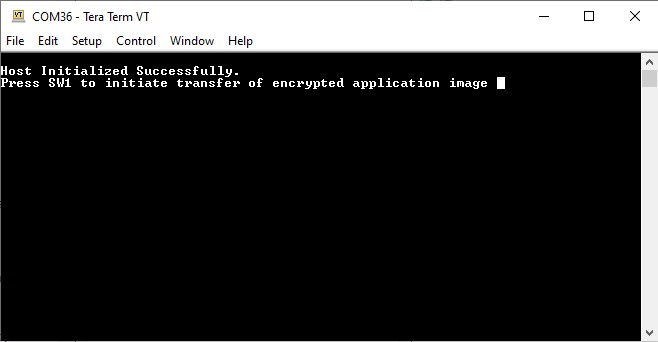 COM36 - Tera Term VT
File Edit Setup Control Window Help
Host Initialized Successfully.
Press SW1 to initiate transfer of encrypted application image